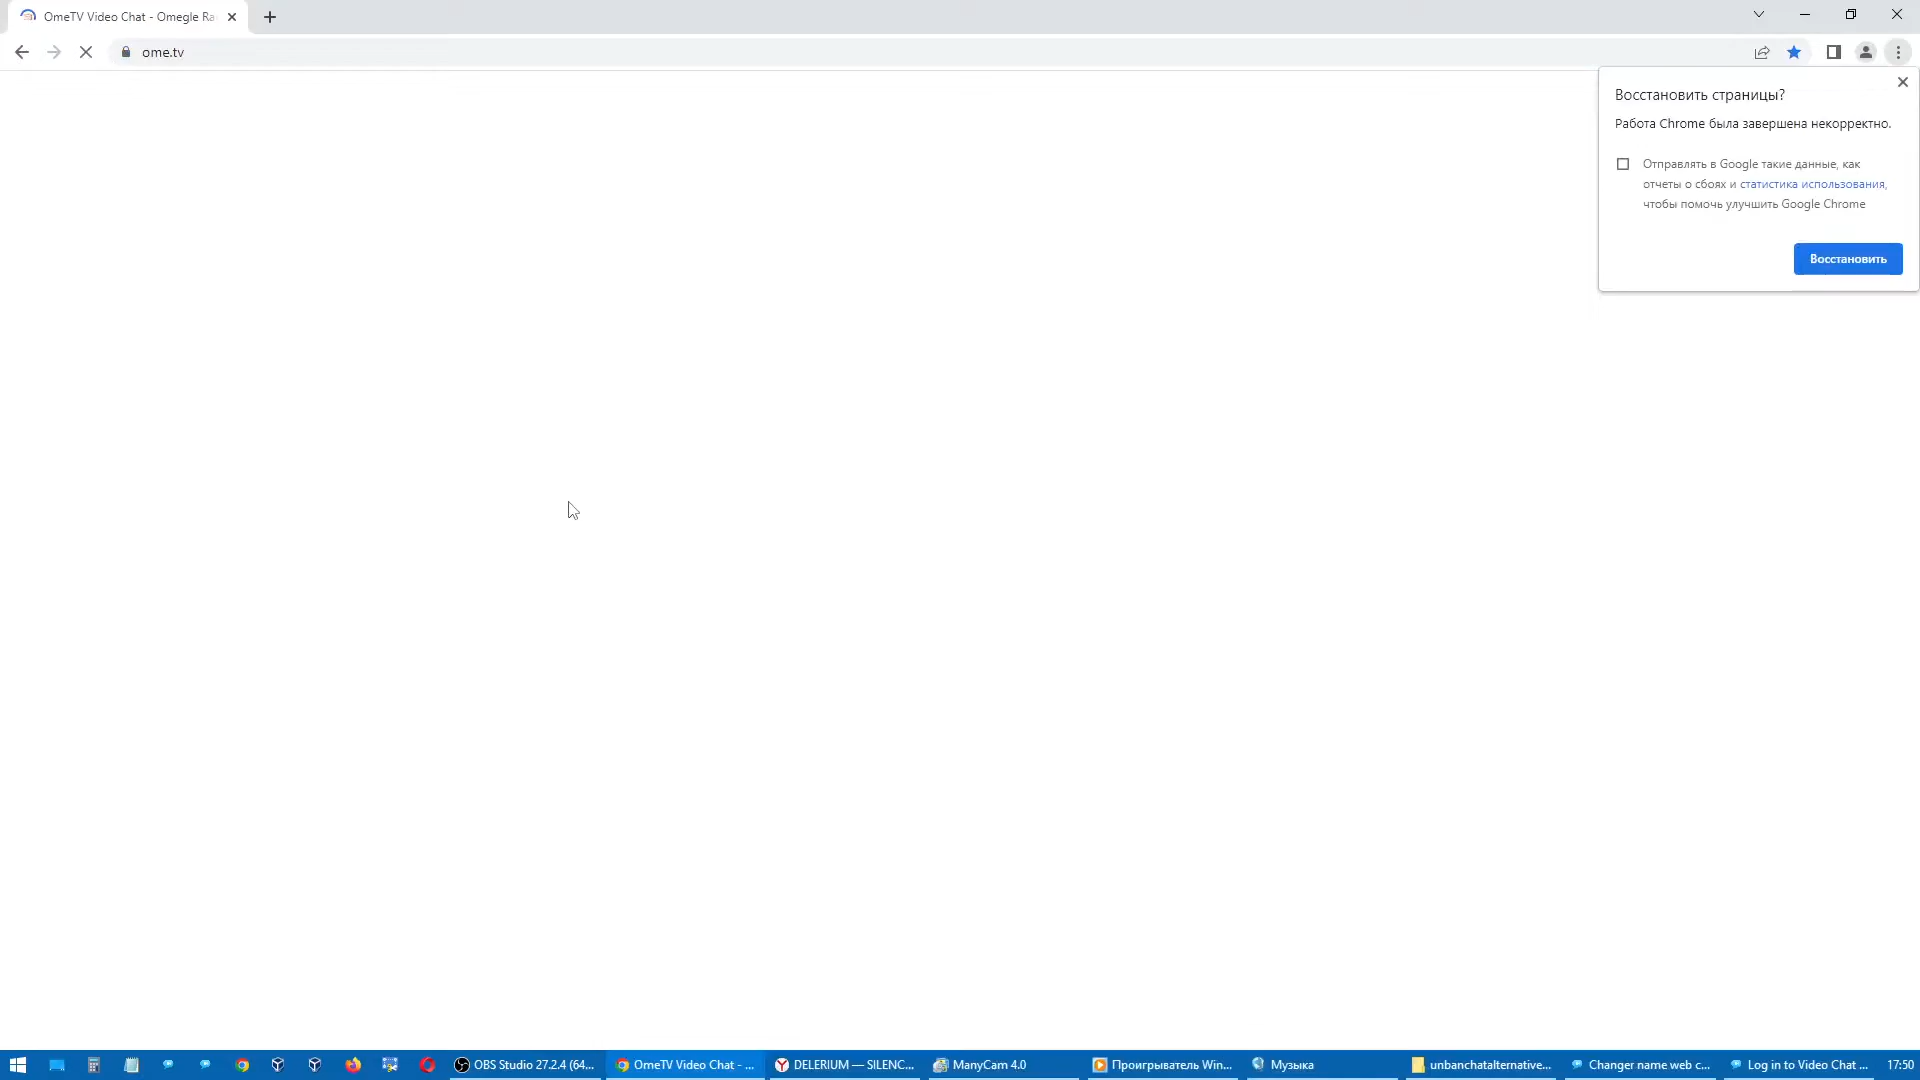 OmeTV Video Chat - Omegle Ra
ome.tv
Восстановить страницы?
Работа Chrome была завершена некорректно.
Отправлять в Google такие данные, как
отчеты о сбоях и статистика использования,
чтобы помочь улучшить Google Chrome
Восстановить
OBS Studio 27.2.4 (64...
OmeTV Video Chat - ...
DELERIUM — SILENC...
ManyCam 4.0
Проигрыватель Win...
Музыка
unbanchatalternative...
Changer name web c...
Log in to Video Chat ...
17:50